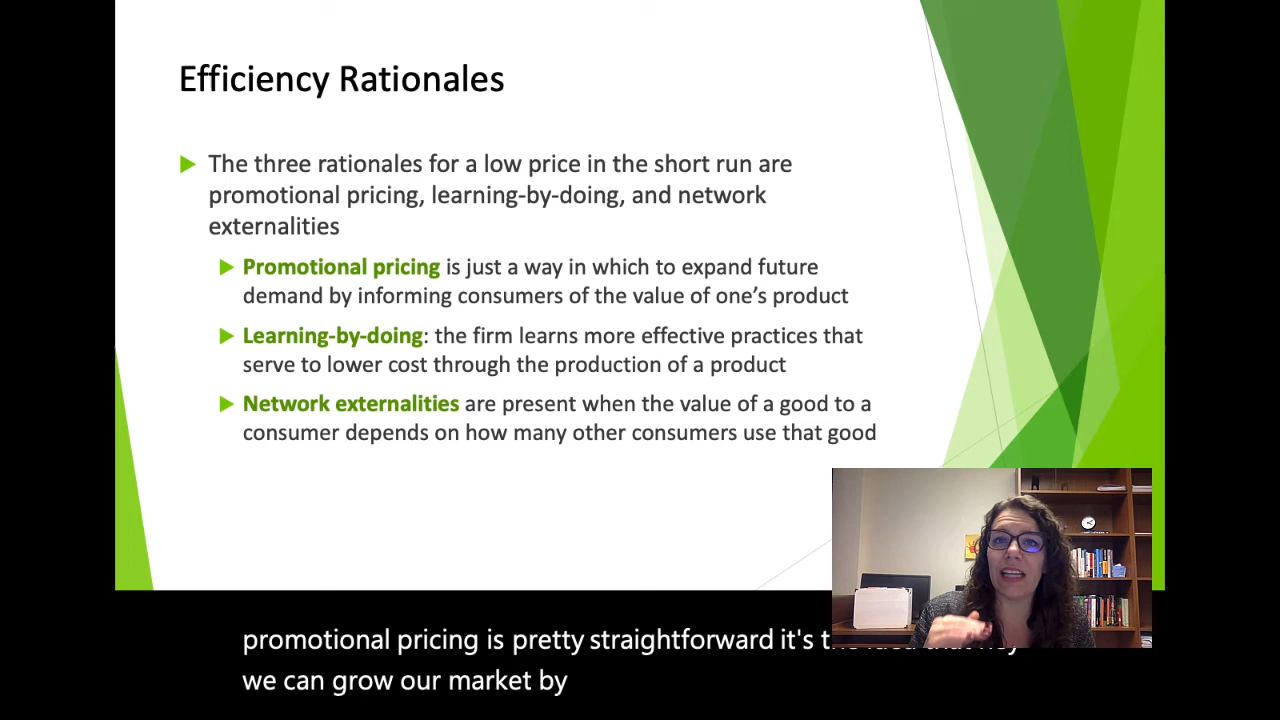 Efficiency Rationales
The three rationales for a low price in the short run are
promotional pricing, learning-by-doing, and network
externalities
Promotional pricing is just a way in which to expand future
demand by informing consumers of the value of one’s product
Learning-by-doing: the firm learns more effective practices that
serve to lower cost through the production of a product
Network externalities are present when the value of a good to a
consumer depends on how many other consumers use that good
promotional pricing is pretty straightforward it's
we can grow our market by